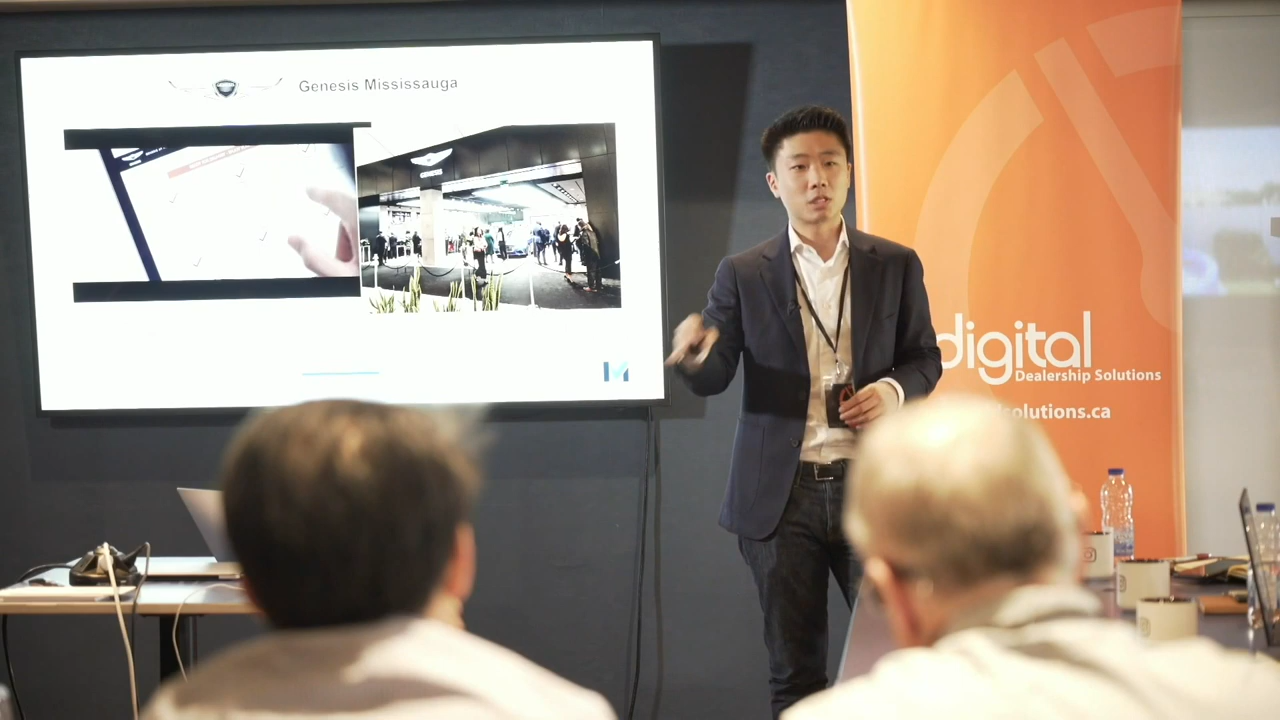 Genesis Mississauga
GENESIS
digital
Dealership Solutions
solutions.ca